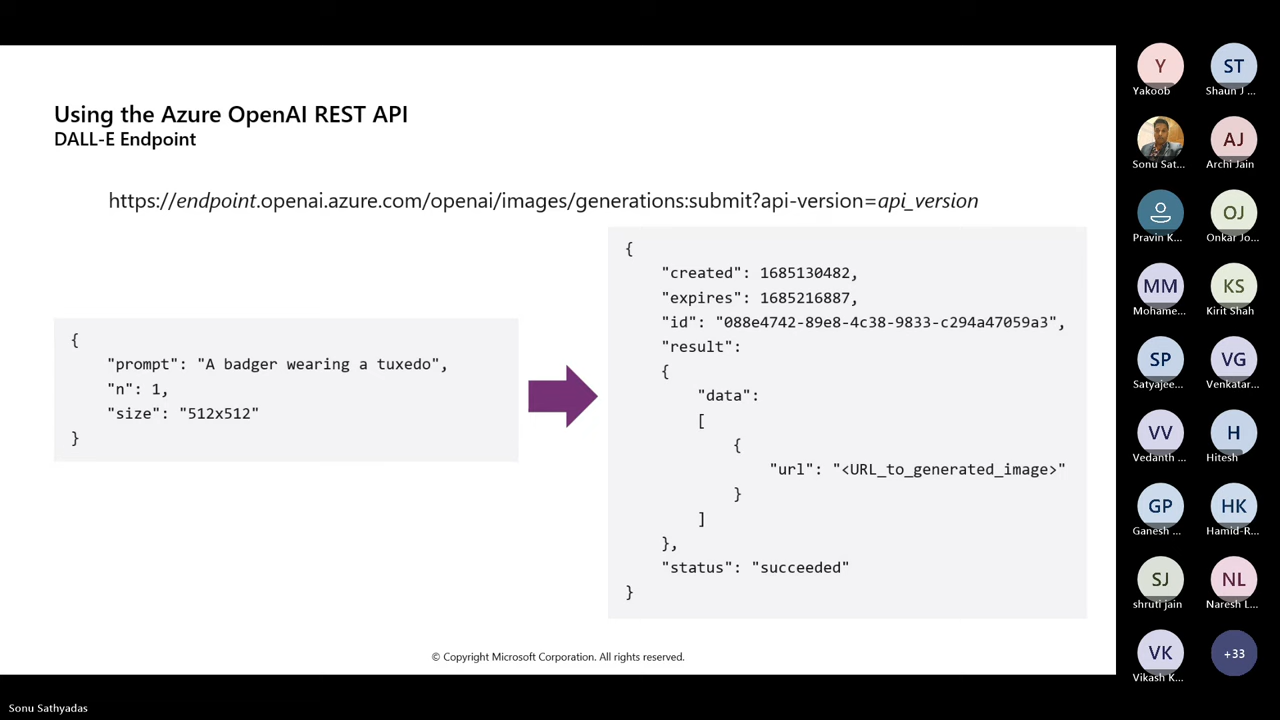 Using the Azure OpenAI REST API
DALL-E Endpoint
https://endpoint.openai.azure.com/openai/images/generations:submit?api-version=api_version
{
"prompt": "A badger wearing a tuxedo",
"n": 1,
"size": "512x512"
}
{
"created": 1685130482,
"expires": 1685216887,
"id": "088e4742-89e8-4c38-9833-c294a47059a3",
"result":
{
"data":
[
{
"url": "<URL_to_generated_image>"
}
]
},
"status": "succeeded"
}
© Copyright Microsoft Corporation. All rights reserved.
Y
Yakoob
ST
Shaun J ...
Sonu Sat...
AJ
Archi Jain
Pravin K...
OJ
Onkar Jo...
MM
Mohame...
KS
Kirit Shah
SP
Satyajee...
VG
Venkatar...
VV
Vedanth ...
H
Hitesh
GP
Ganesh ...
HK
Hamid-R...
SJ
shruti jain
NL
Naresh L...
VK
Vikash K...
+33
Sonu Sathyadas